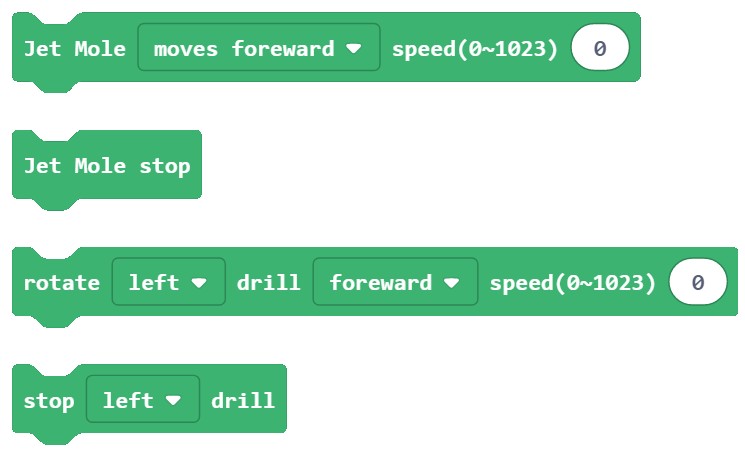 Jet Mole moves foreward speed(0~1023) 0
Jet Mole stop
rotate left drill foreward speed(0~1023) 0
stop left drill